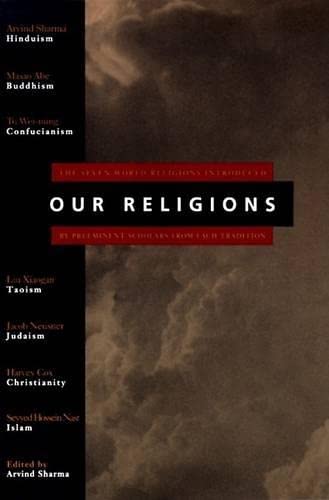 Arvind Sharma
Hinduism
Masao Abe
Buddhism
Tu Wei-ming
Confucianism
THE SEVEN WORLD RELIGIONS INTRODUCED
OUR RELIGIONS
BY PREEMINENT SCHOLARS FROM EACH TRADITION
Liu Xiaogan
Taoism
Jacob Neusner
Judaism
Harvey Cox
Christianity
Seyyed Hossein Nasr
Islam
Edited by
Arvind Sharma